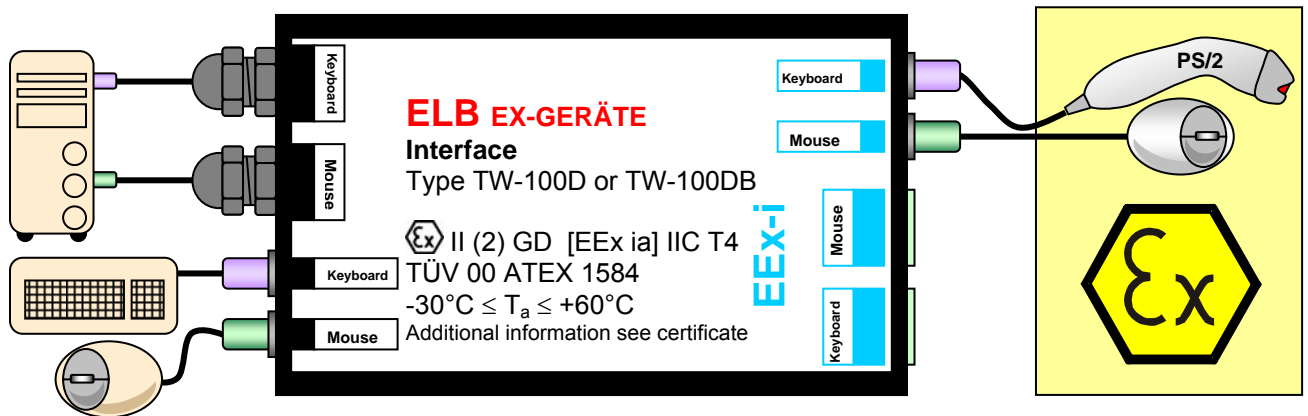 Keyboard
Mouse
Keyboard
Mouse
ELB EX-GERÄTE
Interface
Type TW-100D or TW-100DB
Ex II (2) GD [EEx ia] IIC T4
TÜV 00 ATEX 1584
-30°C ≤ Ta ≤ +60°C
Additional information see certificate
EEx-i
Keyboard
Mouse
Mouse
Keyboard
PS/2
Ex